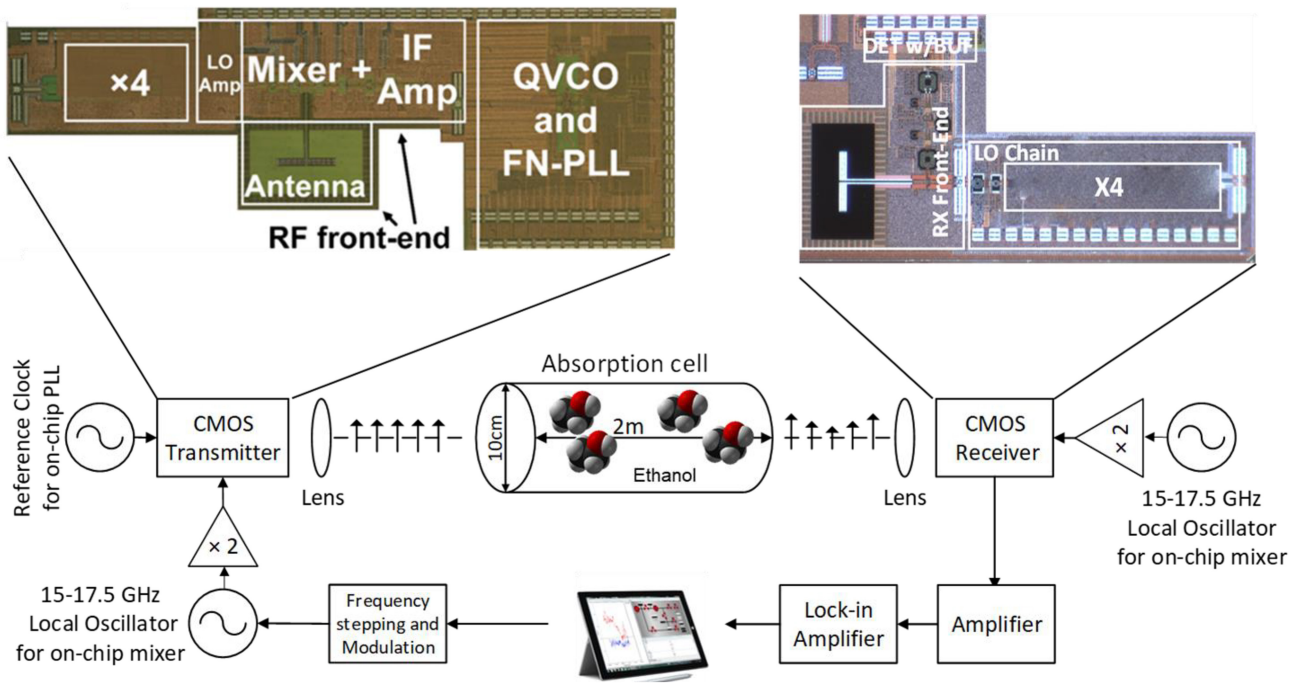 ×4
LO
Amp
Mixer +
IF
Amp
QVCO
and
FN-PLL
Antenna
RF front-end
DET w/BUF
RX Front-End
LO Chain
X4
Reference Clock
for on-chip PLL
CMOS
Transmitter
Lens
Absorption cell
10cm
2m
Ethanol
Lens
CMOS
Receiver
× 2
15-17.5 GHz
Local Oscillator
for on-chip mixer
× 2
15-17.5 GHz
Local Oscillator
for on-chip mixer
Frequency
stepping and
Modulation
Lock-in
Amplifier
Amplifier